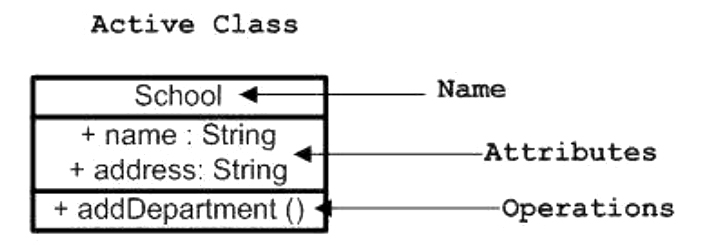 Active Class
School
Name
+ name : String
+ address: String
Attributes
+ addDepartment ()
Operations